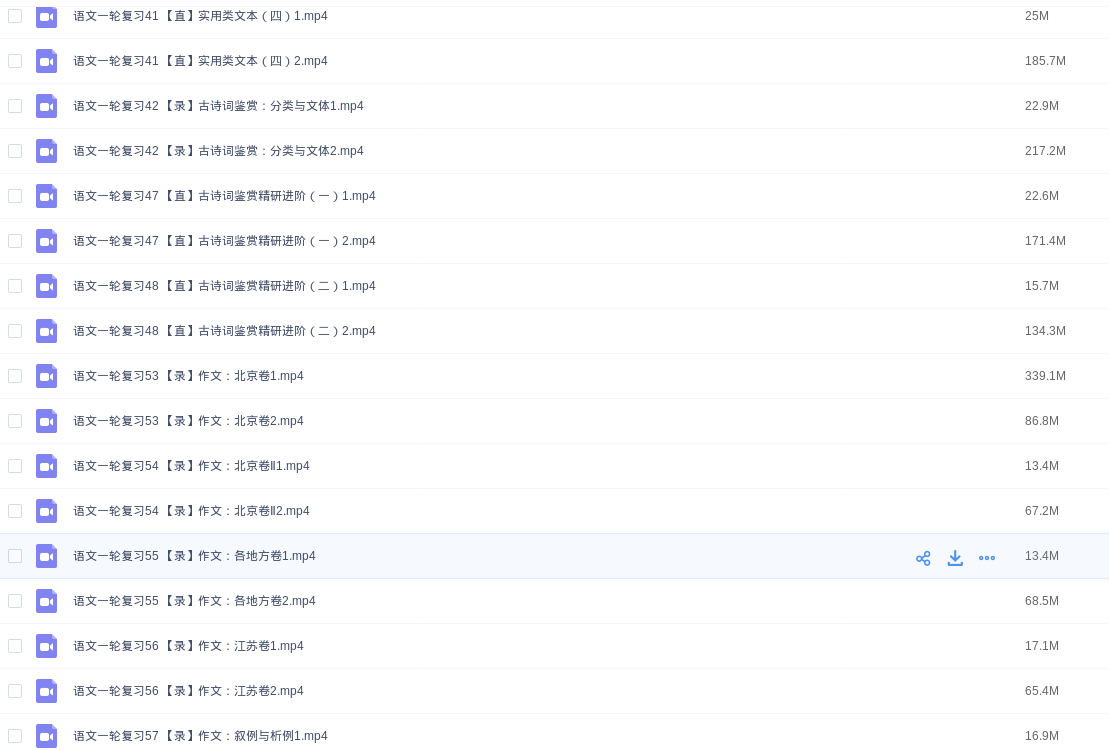 语文一轮复习41 【直】实用类文本（四）1.mp4 25M
语文一轮复习41 【直】实用类文本（四）2.mp4 185.7M
语文一轮复习42 【录】古诗词鉴赏：分类与文体1.mp4 22.9M
语文一轮复习42 【录】古诗词鉴赏：分类与文体2.mp4 217.2M
语文一轮复习47 【直】古诗词鉴赏精研进阶（一）1.mp4 22.6M
语文一轮复习47 【直】古诗词鉴赏精研进阶（一）2.mp4 171.4M
语文一轮复习48 【直】古诗词鉴赏精研进阶（二）1.mp4 15.7M
语文一轮复习48 【直】古诗词鉴赏精研进阶（二）2.mp4 134.3M
语文一轮复习53 【录】作文：北京卷1.mp4 339.1M
语文一轮复习53 【录】作文：北京卷2.mp4 86.8M
语文一轮复习54 【录】作文：北京卷Ⅱ1.mp4 13.4M
语文一轮复习54 【录】作文：北京卷Ⅱ2.mp4 67.2M
语文一轮复习55 【录】作文：各地方卷1.mp4 13.4M
语文一轮复习55 【录】作文：各地方卷2.mp4 68.5M
语文一轮复习56 【录】作文：江苏卷1.mp4 17.1M
语文一轮复习56 【录】作文：江苏卷2.mp4 65.4M
语文一轮复习57 【录】作文：叙例与析例1.mp4 16.9M